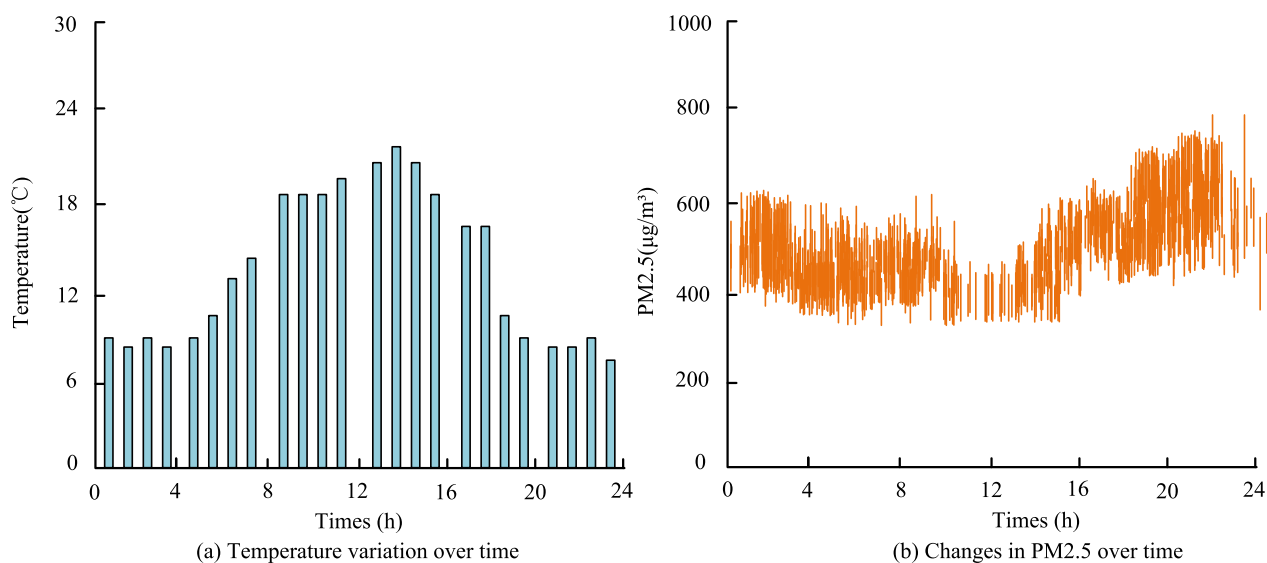 30
24
18
12
6
0
Temperature(℃)
0 4 8 12 16 20 24
Times (h)
(a) Temperature variation over time
1000
800
600
400
200
0
PM2.5(μg/m³)
0 4 8 12 16 20 24
Times (h)
(b) Changes in PM2.5 over time